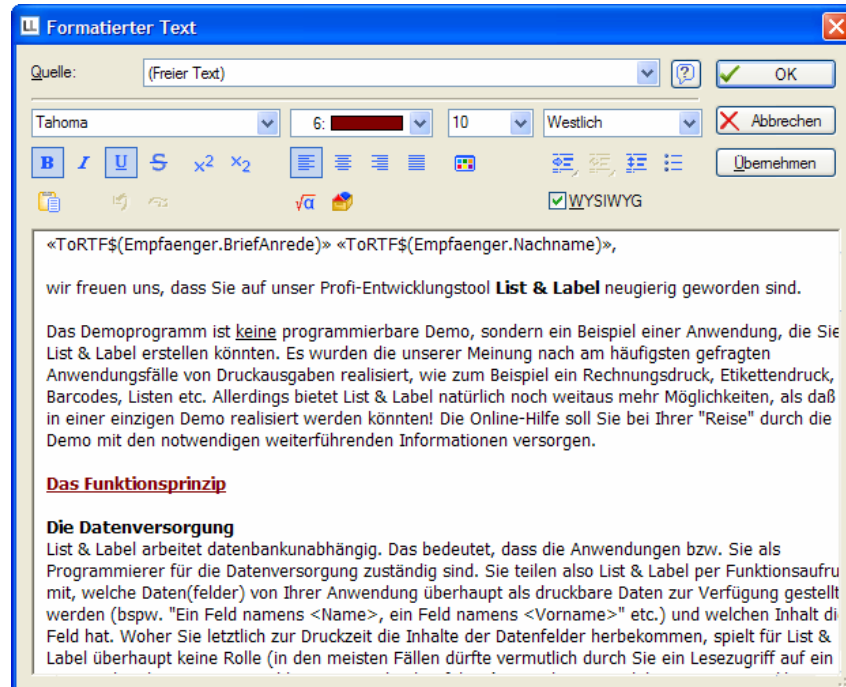 LL Formatierter Text
Quelle: (Freier Text) OK
Tahoma 6: 10 Westlich Abbrechen
B I U S x² ×₂ Übernehmen
√α WYSIWYG
«ToRTF$(Empfaenger.BriefAnrede)» «ToRTF$(Empfaenger.Nachname)»,
wir freuen uns, dass Sie auf unser Profi-Entwicklungstool List & Label neugierig geworden sind.
Das Demoprogramm ist keine programmierbare Demo, sondern ein Beispiel einer Anwendung, die Sie
List & Label erstellen könnten. Es wurden die unserer Meinung nach am häufigsten gefragten
Anwendungsfälle von Druckausgaben realisiert, wie zum Beispiel ein Rechnungsdruck, Etikettendruck,
Barcodes, Listen etc. Allerdings bietet List & Label natürlich noch weitaus mehr Möglichkeiten, als daß
in einer einzigen Demo realisiert werden könnten! Die Online-Hilfe soll Sie bei Ihrer "Reise" durch die
Demo mit den notwendigen weiterführenden Informationen versorgen.
Das Funktionsprinzip
Die Datenversorgung
List & Label arbeitet datenbankunabhängig. Das bedeutet, dass die Anwendungen bzw. Sie als
Programmierer für die Datenversorgung zuständig sind. Sie teilen also List & Label per Funktionsaufru
mit, welche Daten(felder) von Ihrer Anwendung überhaupt als druckbare Daten zur Verfügung gestellt
werden (bspw. "Ein Feld namens <Name>, ein Feld namens <Vorname>" etc.) und welchen Inhalt di
Feld hat. Woher Sie letztlich zur Druckzeit die Inhalte der Datenfelder herbekommen, spielt für List &
Label überhaupt keine Rolle (in den meisten Fällen dürfte vermutlich durch Sie ein Lesezugriff auf ein